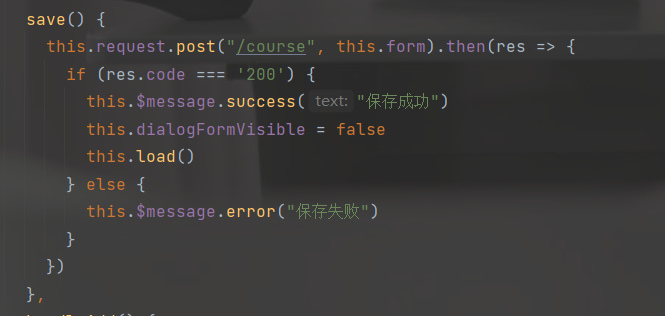 save() {
this.request.post("/course", this.form).then(res => {
if (res.code === '200') {
this.$message.success( text: "保存成功")
this.dialogFormVisible = false
this.load()
} else {
this.$message.error("保存失败")
}
})
},